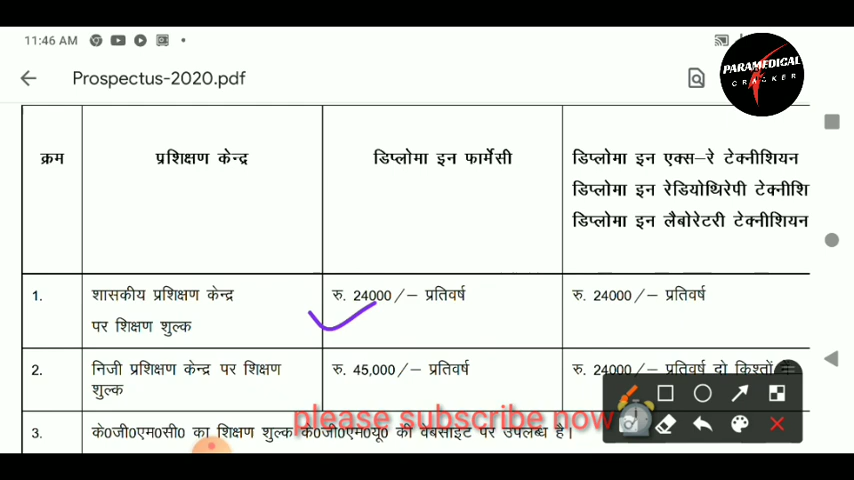 11:46 AM
Prospectus-2020.pdf
PARAMEDICAL
CRACKER
क्रम
प्रशिक्षण केन्द्र
डिप्लोमा इन फार्मेसी
डिप्लोमा इन एक्स–रे टेक्नीशियन
डिप्लोमा इन रेडियोथिरेपी टेक्नीशि
डिप्लोमा इन लैबोरेटरी टेक्नीशियन
1.
शासकीय प्रशिक्षण केन्द्र
पर शिक्षण शुल्क
रु. 24000 /– प्रतिवर्ष
रु. 24000 /– प्रतिवर्ष
2.
निजी प्रशिक्षण केन्द्र पर शिक्षण
शुल्क
रु. 45,000 /– प्रतिवर्ष
रु. 24000 /– प्रतिवर्ष दो किश्तों में
please subscribe now
3.
के0जी0एम0सी0 का शिक्षण शुल्क के0जी0एम0यू0 की वेबसाइट पर उपलब्ध है।